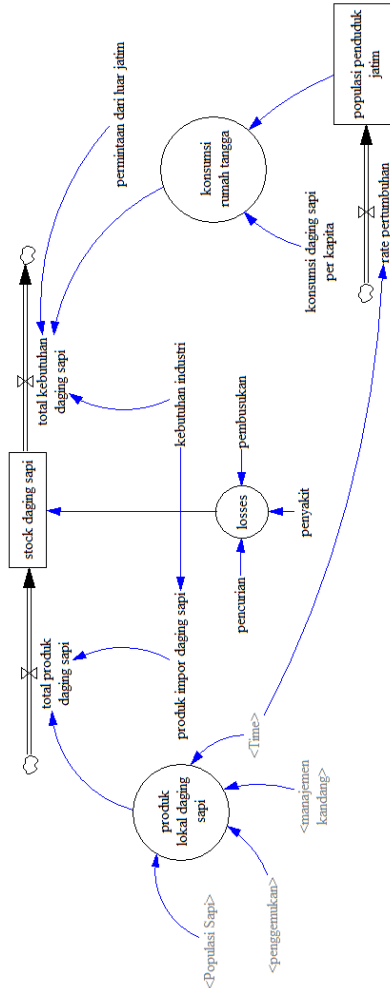 total produk
daging sapi
stock daging sapi
total kebutuhan
daging sapi
permintaan dari luar jatim
<Populasi Sapi>
produk
lokal daging
sapi
produk impor daging sapi
kebutuhan industri
konsumsi
rumah tangga
<penggemukan>
<manajemen
kandang>
<Time>
pencurian
losses
pembusukan
penyakit
konsumsi daging sapi
per kapita
populasi penduduk
jatim
rate pertumbuhan